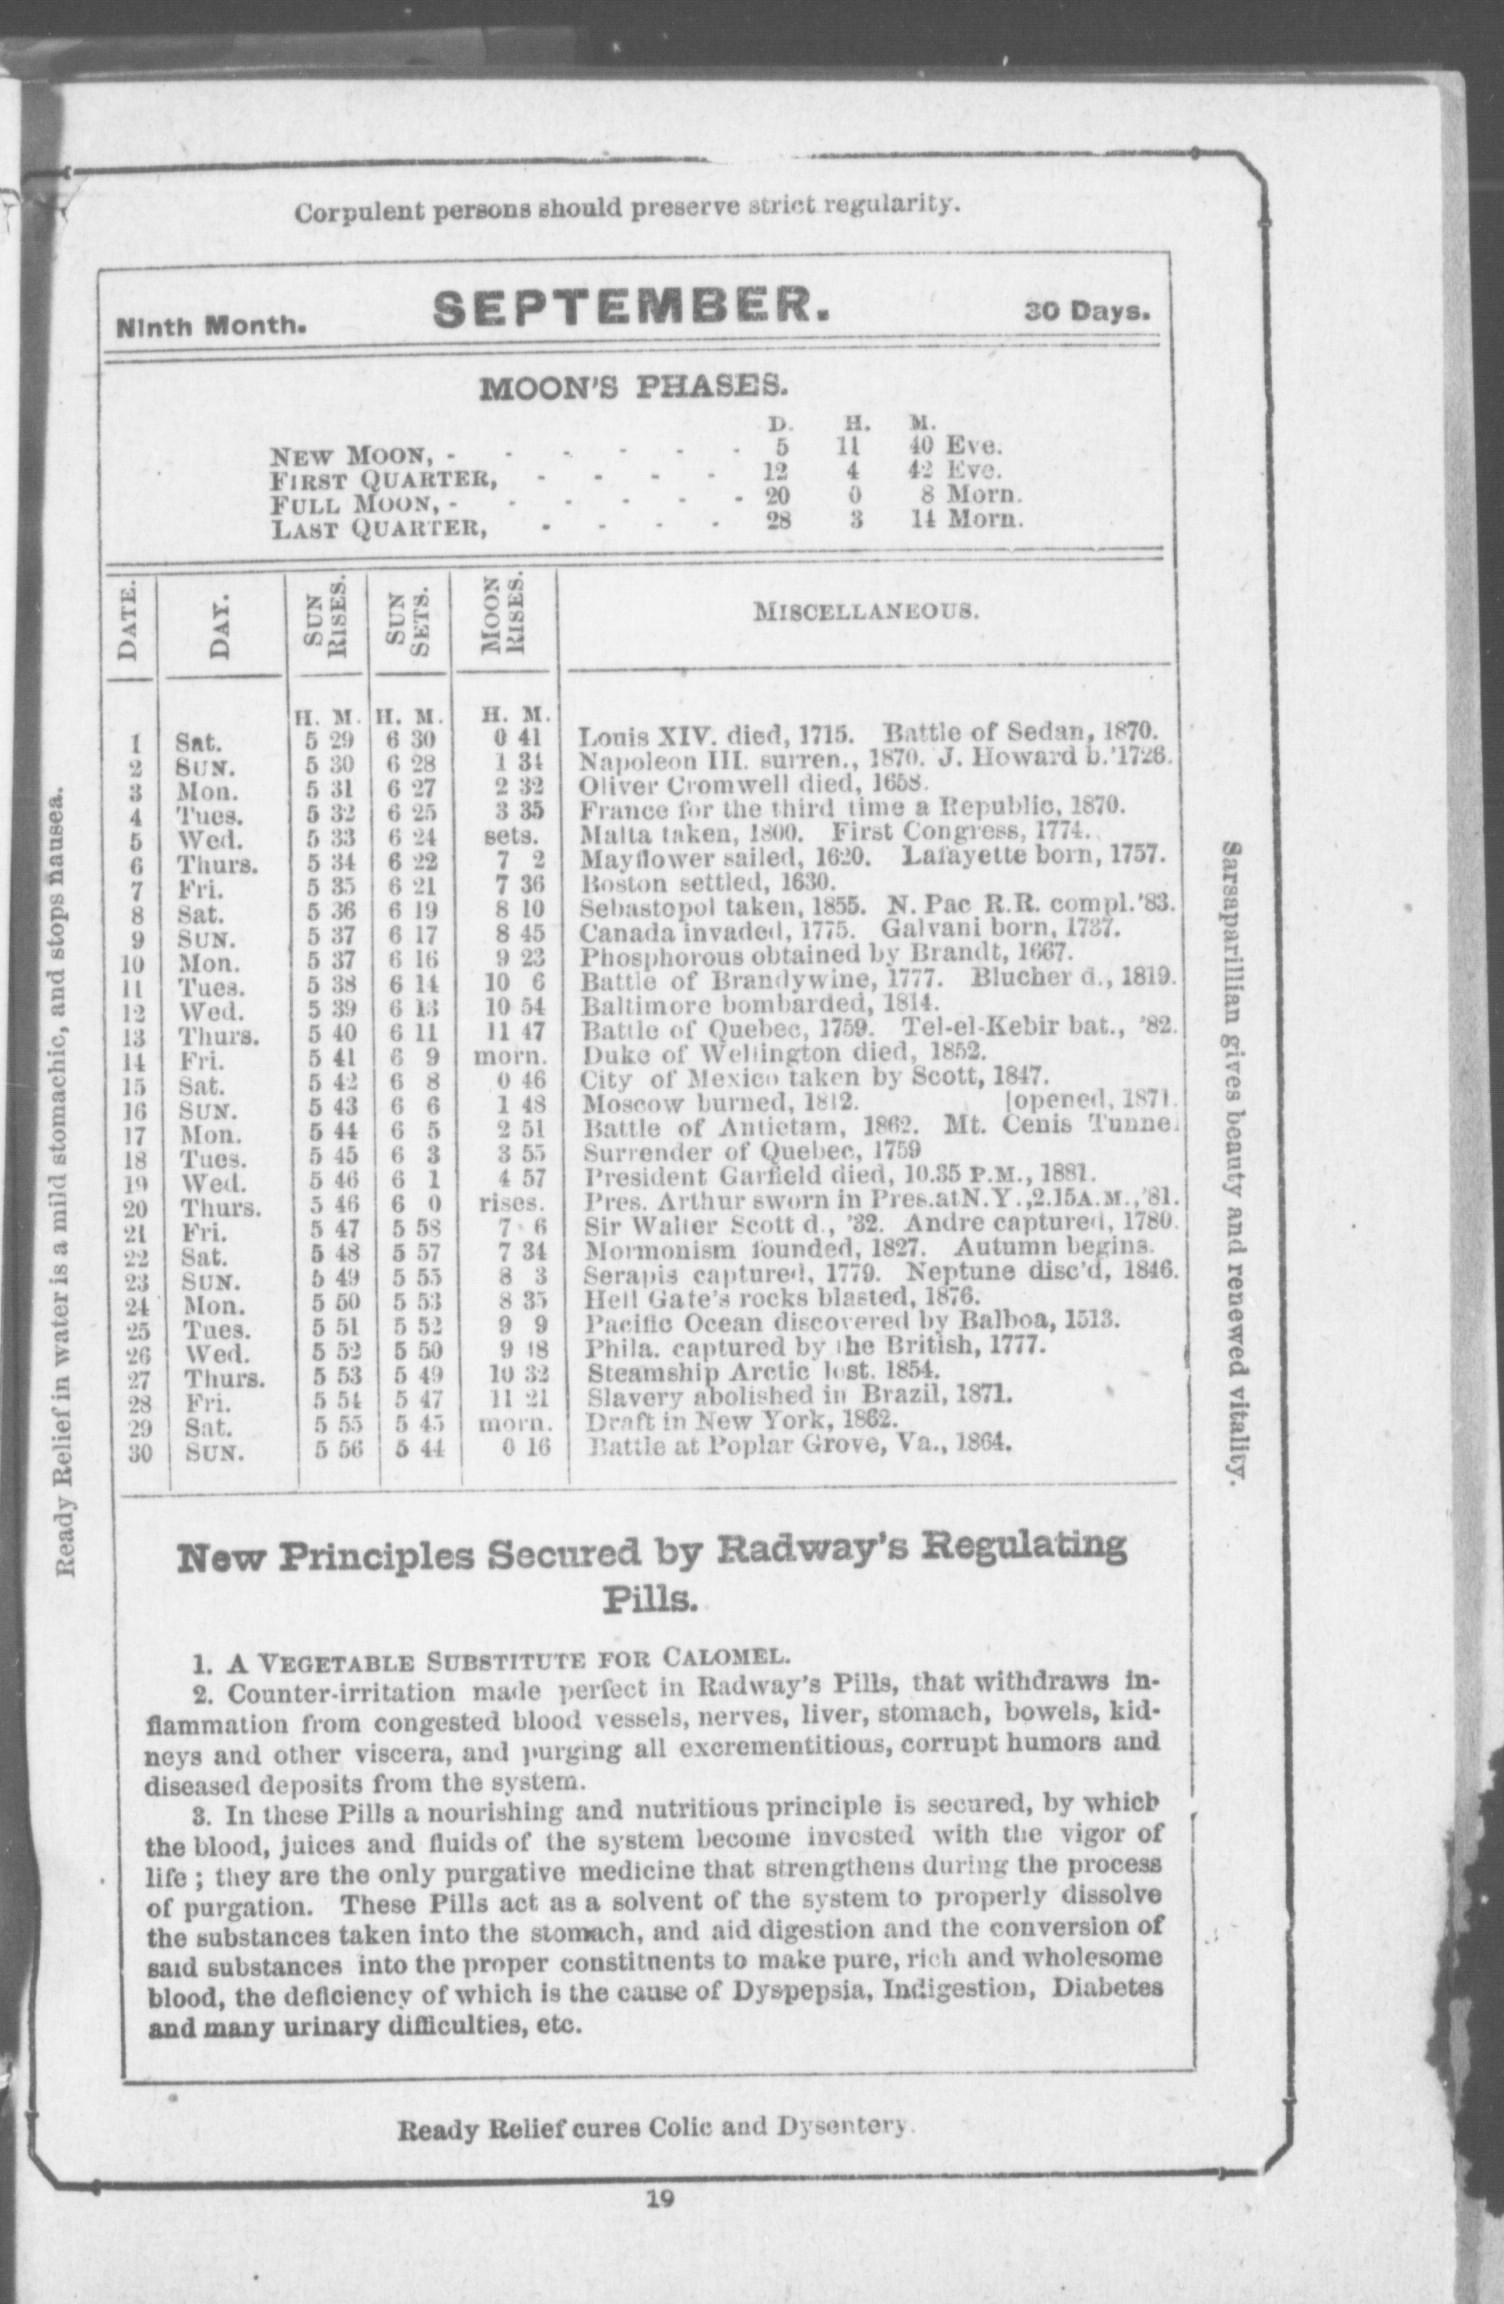 Corpulent persons should preserve strict regularity.
Ninth Month. SEPTEMBER. 30 Days.
MOON'S PHASES.
D. H. M.
NEW MOON, - - - - - - - 5 11 40 Eve.
FIRST QUARTER, - - - - 12 4 42 Eve.
FULL MOON, - - - - - - - 20 0 8 Morn.
LAST QUARTER, - - - - 28 3 14 Morn.
DATE. DAY. SUN RISES. SUN SETS. MOON RISES. MISCELLANEOUS.
H. M. H. M. H. M.
1 Sat. 5 29 6 30 0 41 Louis XIV. died, 1715. Battle of Sedan, 1870.
2 SUN. 5 30 6 28 1 34 Napoleon III. surren., 1870. J. Howard b.'1726.
3 Mon. 5 31 6 27 2 32 Oliver Cromwell died, 1658.
4 Tues. 5 32 6 25 3 35 France for the third time a Republic, 1870.
5 Wed. 5 33 6 24 sets. Malta taken, 1800. First Congress, 1774.
6 Thurs. 5 34 6 22 7 2 Mayflower sailed, 1620. Lafayette born, 1757.
7 Fri. 5 35 6 21 7 36 Boston settled, 1630.
8 Sat. 5 36 6 19 8 10 Sebastopol taken, 1855. N. Pac R.R. compl.'83.
9 SUN. 5 37 6 17 8 45 Canada invaded, 1775. Galvani born, 1737.
10 Mon. 5 37 6 16 9 23 Phosphorous obtained by Brandt, 1667.
11 Tues. 5 38 6 14 10 6 Battle of Brandywine, 1777. Blucher d., 1819.
12 Wed. 5 39 6 13 10 54 Baltimore bombarded, 1814.
13 Thurs. 5 40 6 11 11 47 Battle of Quebec, 1759. Tel-el-Kebir bat., '82.
14 Fri. 5 41 6 9 morn. Duke of Wellington died, 1852.
15 Sat. 5 42 6 8 0 46 City of Mexico taken by Scott, 1847.
16 SUN. 5 43 6 6 1 48 Moscow burned, 1812. [opened, 1871.
17 Mon. 5 44 6 5 2 51 Battle of Antietam, 1862. Mt. Cenis Tunnel
18 Tues. 5 45 6 3 3 55 Surrender of Quebec, 1759
19 Wed. 5 46 6 1 4 57 President Garfield died, 10.35 P.M., 1881.
20 Thurs. 5 46 6 0 rises. Pres. Arthur sworn in Pres.at N.Y.,2.15 A.M.,'81.
21 Fri. 5 47 5 58 7 6 Sir Walter Scott d., '32. Andre captured, 1780.
22 Sat. 5 48 5 57 7 34 Mormonism founded, 1827. Autumn begins.
23 SUN. 5 49 5 55 8 3 Serapis captured, 1779. Neptune disc'd, 1846.
24 Mon. 5 50 5 53 8 35 Hell Gate's rocks blasted, 1876.
25 Tues. 5 51 5 52 9 9 Pacific Ocean discovered by Balboa, 1513.
26 Wed. 5 52 5 50 9 48 Phila. captured by the British, 1777.
27 Thurs. 5 53 5 49 10 32 Steamship Arctic lost. 1854.
28 Fri. 5 54 5 47 11 21 Slavery abolished in Brazil, 1871.
29 Sat. 5 55 5 45 morn. Draft in New York, 1862.
30 SUN. 5 56 5 44 0 16 Battle at Poplar Grove, Va., 1864.
New Principles Secured by Radway's Regulating
Pills.
1. A VEGETABLE SUBSTITUTE FOR CALOMEL.
2. Counter-irritation made perfect in Radway's Pills, that withdraws in-
flammation from congested blood vessels, nerves, liver, stomach, bowels, kid-
neys and other viscera, and purging all excrementitious, corrupt humors and
diseased deposits from the system.
3. In these Pills a nourishing and nutritious principle is secured, by which
the blood, juices and fluids of the system become invested with the vigor of
life ; they are the only purgative medicine that strengthens during the process
of purgation. These Pills act as a solvent of the system to properly dissolve
the substances taken into the stomach, and aid digestion and the conversion of
said substances into the proper constituents to make pure, rich and wholesome
blood, the deficiency of which is the cause of Dyspepsia, Indigestion, Diabetes
and many urinary difficulties, etc.
Ready Relief cures Colic and Dysentery.
19
Ready Relief in water is a mild stomachic, and stops nausea.
Sarsaparillian gives beauty and renewed vitality.